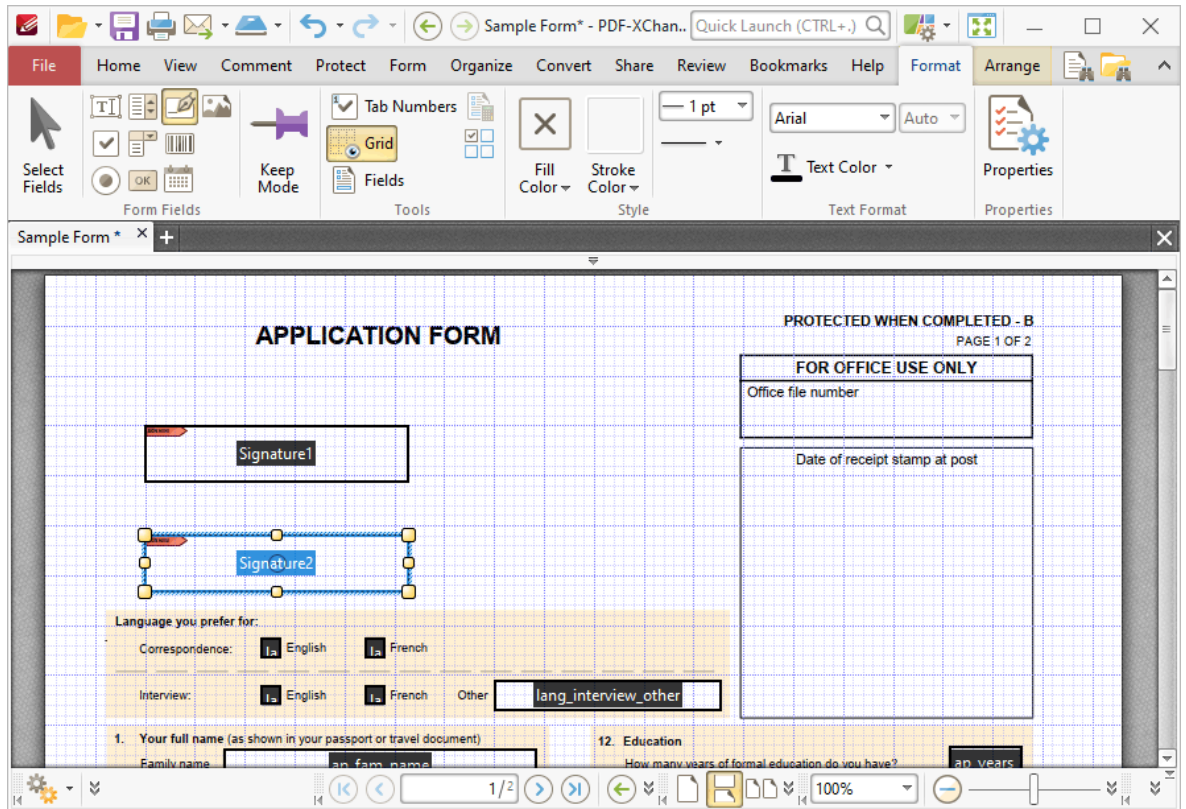 Sample Form* - PDF-XChan..
Quick Launch (CTRL+.)
File Home View Comment Protect Form Organize Convert Share Review Bookmarks Help Format Arrange
Select Fields
OK
Form Fields
Keep Mode
Tab Numbers
Grid
Fields
Tools
Fill Color
Stroke Color
1 pt
Style
Arial
Auto
T Text Color
Text Format
Properties
Properties
Sample Form *
APPLICATION FORM
PROTECTED WHEN COMPLETED - B
PAGE 1 OF 2
FOR OFFICE USE ONLY
Office file number
Signature1
Date of receipt stamp at post
Signature2
Language you prefer for:
Correspondence: la English la French
Interview: la English la French Other lang_interview_other
1. Your full name (as shown in your passport or travel document)
Family name ap_fam_name
12. Education
How many years of formal education do you have? ap_years
1/2
100%